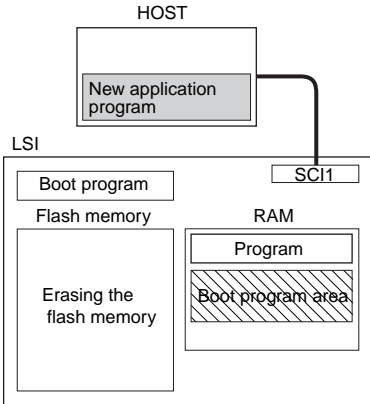 HOST
New application
program
LSI
SCI1
Boot program
Flash memory
RAM
Program
Erasing the
flash memory
Boot program area